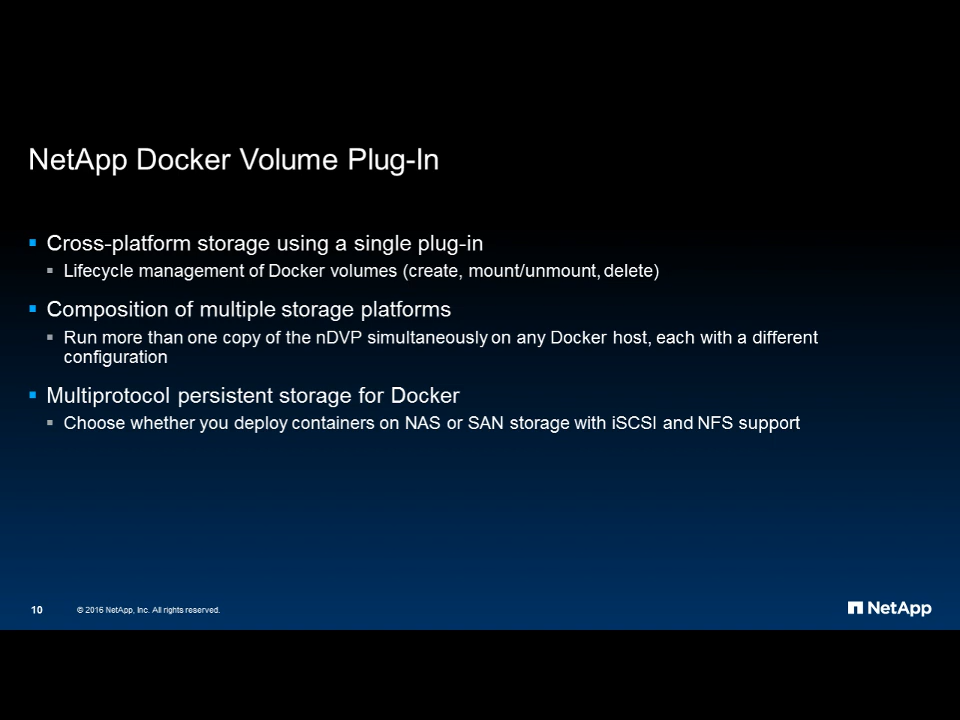 NetApp Docker Volume Plug-In
Cross-platform storage using a single plug-in
Lifecycle management of Docker volumes (create, mount/unmount, delete)
Composition of multiple storage platforms
Run more than one copy of the nDVP simultaneously on any Docker host, each with a different
configuration
Multiprotocol persistent storage for Docker
Choose whether you deploy containers on NAS or SAN storage with iSCSI and NFS support
10
© 2016 NetApp, Inc. All rights reserved.
NetApp